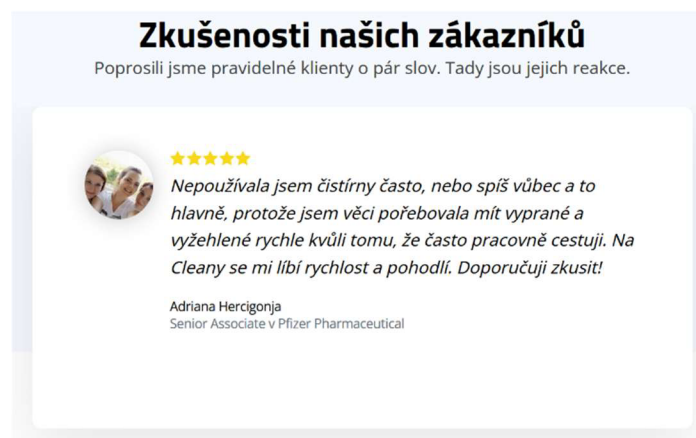 Zkušenosti našich zákazníků
Poprosili jsme pravidelné klienty o pár slov. Tady jsou jejich reakce.
Nepoužívala jsem čistírny často, nebo spíš vůbec a to
hlavně, protože jsem věci pořebovala mít vyprané a
vyžehlené rychle kvůli tomu, že často pracovně cestuji. Na
Cleany se mi líbí rychlost a pohodlí. Doporučuji zkusit!
Adriana Hercigonja
Senior Associate v Pfizer Pharmaceutical